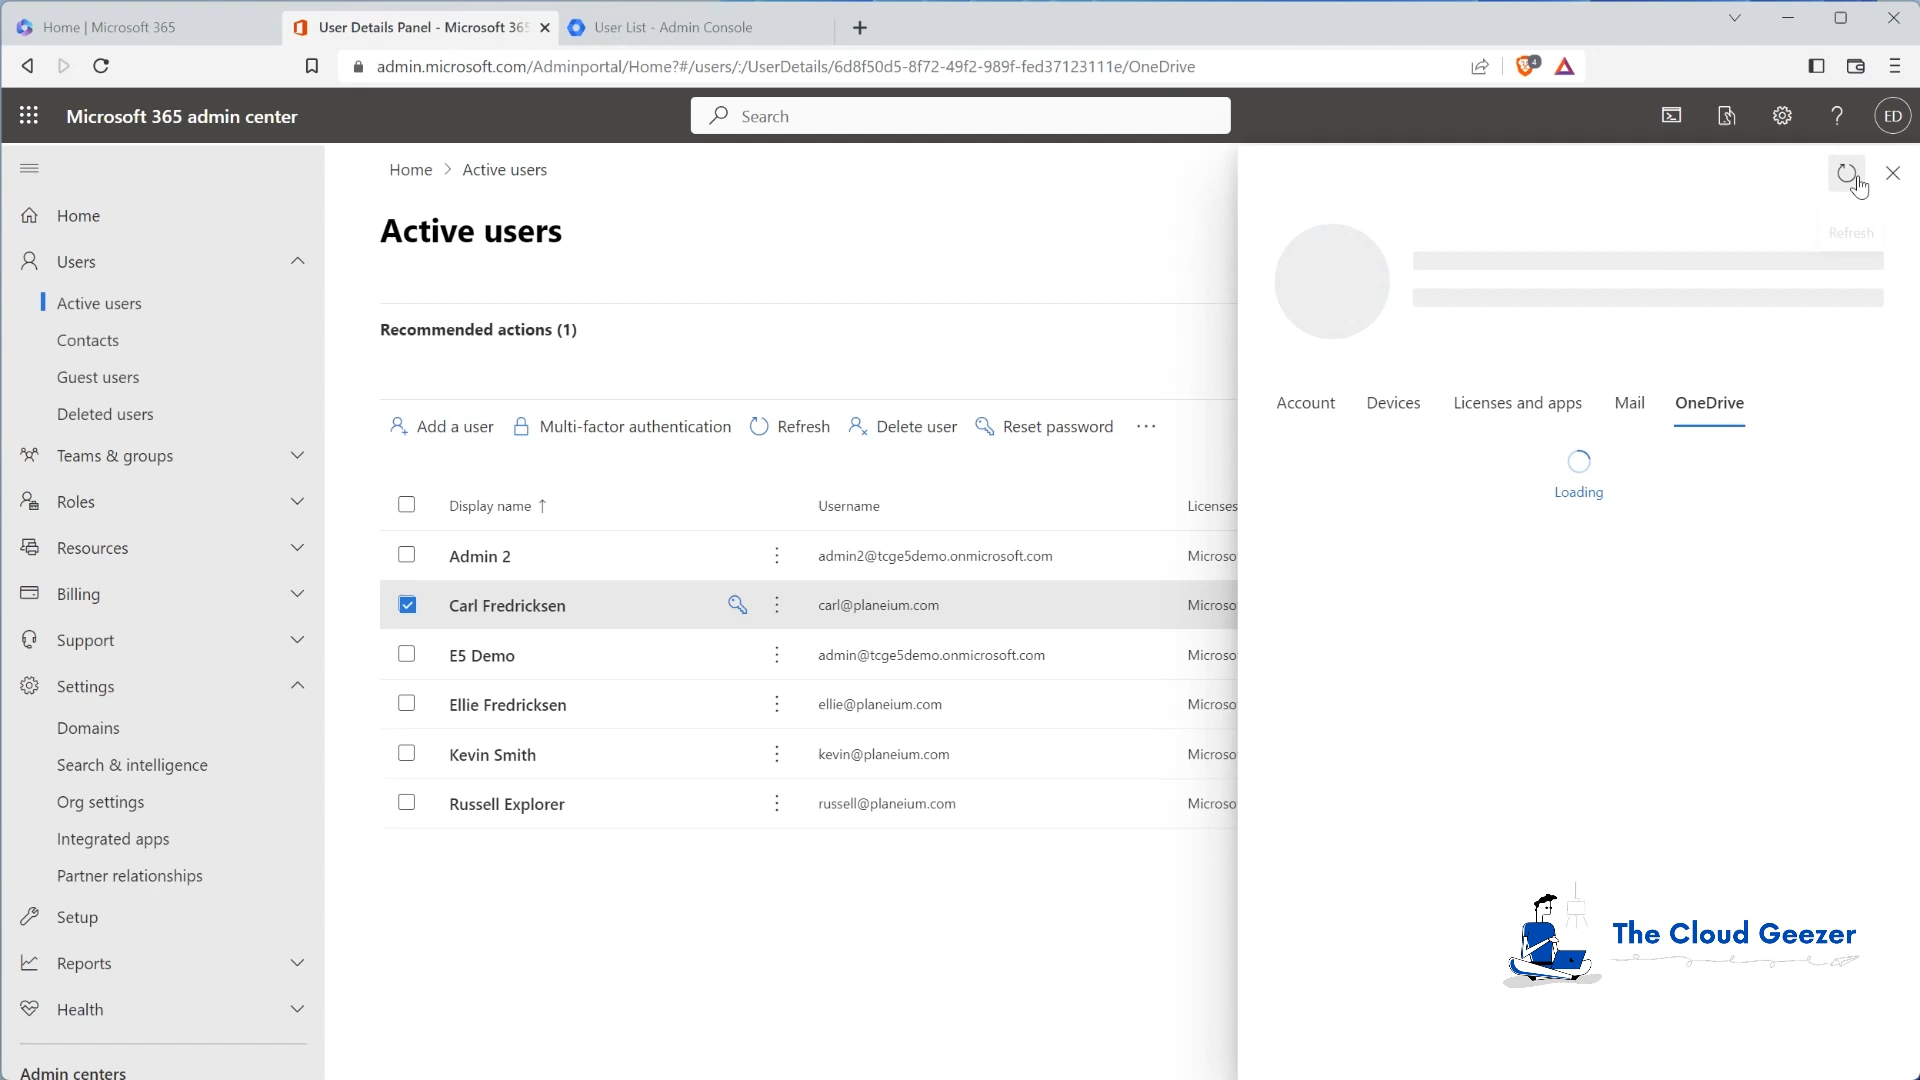 Home | Microsoft 365
User Details Panel - Microsoft 365
User List - Admin Console
admin.microsoft.com/Adminportal/Home?#/users/:/UserDetails/6d8f50d5-8f72-49f2-989f-fed37123111e/OneDrive
4
Microsoft 365 admin center
Search
ED
Home
Users
Active users
Contacts
Guest users
Deleted users
Teams & groups
Roles
Resources
Billing
Support
Settings
Domains
Search & intelligence
Org settings
Integrated apps
Partner relationships
Setup
Reports
Health
Admin centers
Home > Active users
Active users
Recommended actions (1)
Add a user Multi-factor authentication Refresh Delete user Reset password ...
Display name ↑ Username Licenses
Admin 2 admin2@tcge5demo.onmicrosoft.com Microso
Carl Fredricksen carl@planeium.com Microso
E5 Demo admin@tcge5demo.onmicrosoft.com Microso
Ellie Fredricksen ellie@planeium.com Microso
Kevin Smith kevin@planeium.com Microso
Russell Explorer russell@planeium.com Microso
Refresh
Account Devices Licenses and apps Mail OneDrive
Loading
The Cloud Geezer